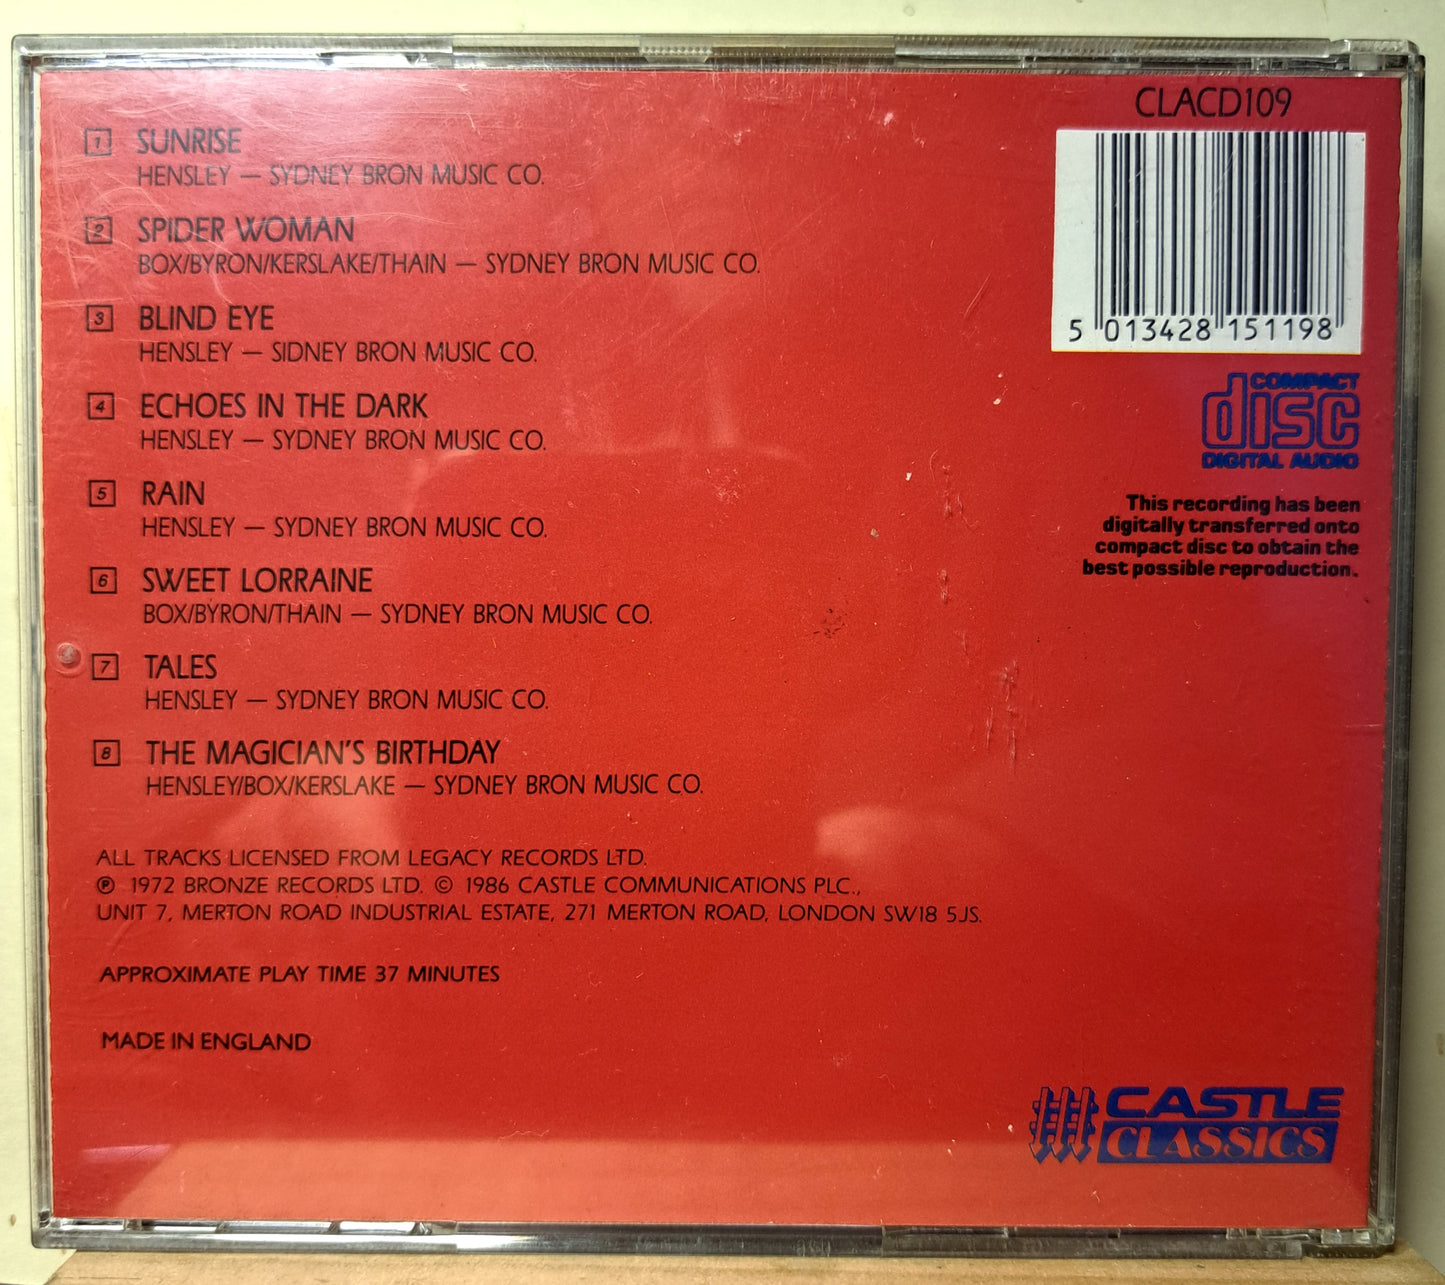 CLACD109
1 SUNRISE
HENSLEY — SYDNEY BRON MUSIC CO.
2 SPIDER WOMAN
BOX/BYRON/KERSLAKE/THAIN — SYDNEY BRON MUSIC CO.
3 BLIND EYE
HENSLEY — SIDNEY BRON MUSIC CO.
4 ECHOES IN THE DARK
HENSLEY — SYDNEY BRON MUSIC CO.
5 RAIN
HENSLEY — SYDNEY BRON MUSIC CO.
6 SWEET LORRAINE
BOX/BYRON/THAIN — SYDNEY BRON MUSIC CO.
7 TALES
HENSLEY — SYDNEY BRON MUSIC CO.
8 THE MAGICIAN'S BIRTHDAY
HENSLEY/BOX/KERSLAKE — SYDNEY BRON MUSIC CO.
5 013428 151198
COMPACT
disc
DIGITAL AUDIO
This recording has been
digitally transferred onto
compact disc to obtain the
best possible reproduction.
ALL TRACKS LICENSED FROM LEGACY RECORDS LTD.
℗ 1972 BRONZE RECORDS LTD. © 1986 CASTLE COMMUNICATIONS PLC.,
UNIT 7, MERTON ROAD INDUSTRIAL ESTATE, 271 MERTON ROAD, LONDON SW18 5JS.
APPROXIMATE PLAY TIME 37 MINUTES
MADE IN ENGLAND
CASTLE
CLASSICS